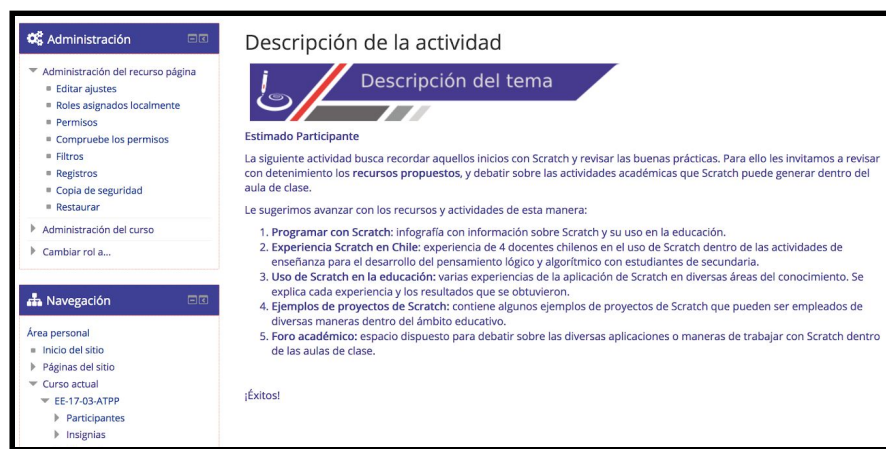 Administración
Administración del recurso página
Editar ajustes
Roles asignados localmente
Permisos
Compruebe los permisos
Filtros
Registros
Copia de seguridad
Restaurar
Administración del curso
Cambiar rol a...
Navegación
Área personal
Inicio del sitio
Páginas del sitio
Curso actual
EE-17-03-ATPP
Participantes
Insignias
Descripción de la actividad
Descripción del tema
Estimado Participante
La siguiente actividad busca recordar aquellos inicios con Scratch y revisar las buenas prácticas. Para ello les invitamos a revisar
con detenimiento los recursos propuestos, y debatir sobre las actividades académicas que Scratch puede generar dentro del
aula de clase.
Le sugerimos avanzar con los recursos y actividades de esta manera:
1. Programar con Scratch: infografía con información sobre Scratch y su uso en la educación.
2. Experiencia Scratch en Chile: experiencia de 4 docentes chilenos en el uso de Scratch dentro de las actividades de
enseñanza para el desarrollo del pensamiento lógico y algorítmico con estudiantes de secundaria.
3. Uso de Scratch en la educación: varias experiencias de la aplicación de Scratch en diversas áreas del conocimiento. Se
explica cada experiencia y los resultados que se obtuvieron.
4. Ejemplos de proyectos de Scratch: contiene algunos ejemplos de proyectos de Scratch que pueden ser empleados de
diversas maneras dentro del ámbito educativo.
5. Foro académico: espacio dispuesto para debatir sobre las diversas aplicaciones o maneras de trabajar con Scratch dentro
de las aulas de clase.
¡Éxitos!